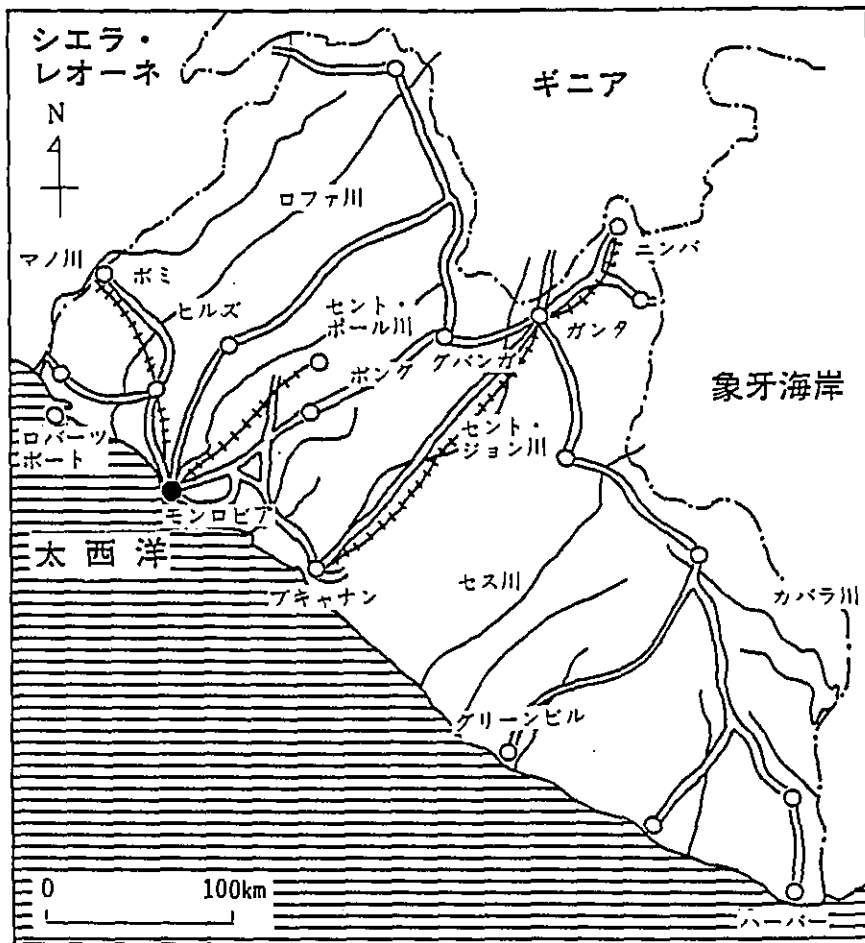 シエラ・
レオーネ
ギニア
N
ロファ川
ニンバ
マノ川
ボミ
ヒルズ
セント・
ポール川
ボング
グバンガ
ガンタ
象牙海岸
セント・
ジョン川
ロバーツ
ポート
モンロビア
太西洋
ブキャナン
セス川
カバラ川
グリーンビル
0
100km
ハーパー